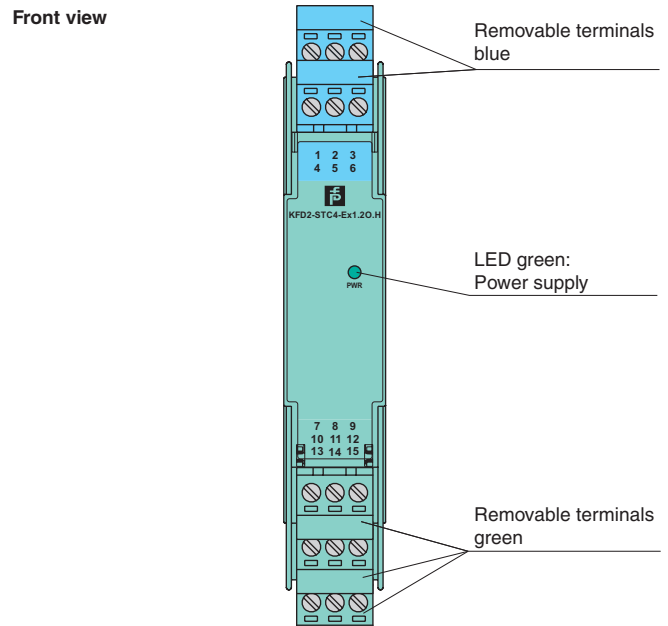 Front view
Removable terminals
blue
1 2 3
4 5 6
KFD2-STC4-Ex1.2O.H
LED green:
Power supply
PWR
7 8 9
10 11 12
13 14 15
Removable terminals
green